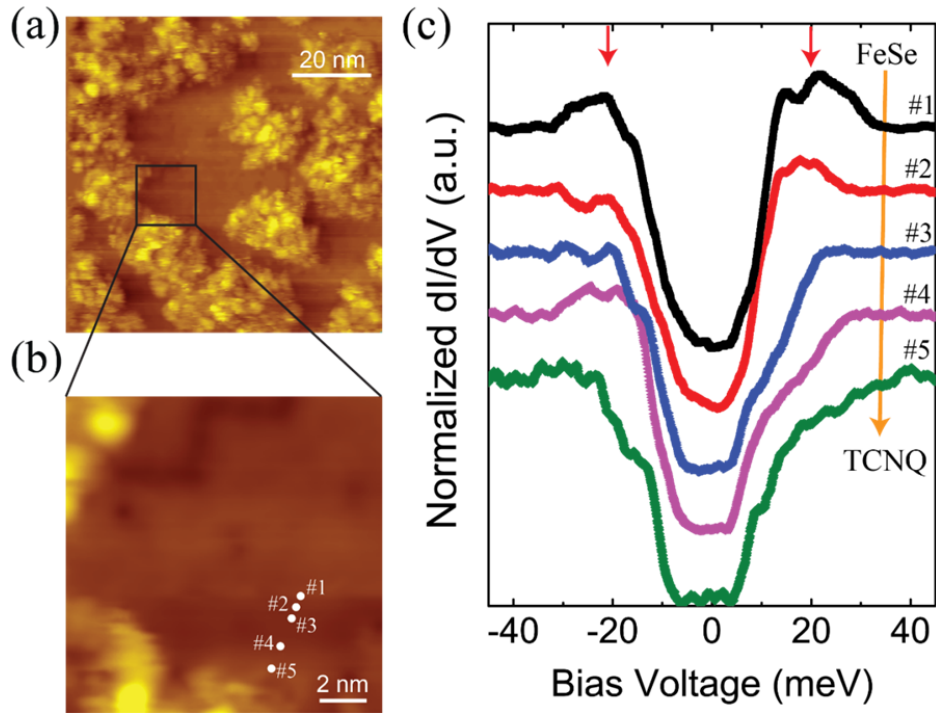 (a)
20 nm
(b)
#1
#2
#3
#4
#5
2 nm
(c)
FeSe
#1
#2
#3
#4
#5
TCNQ
Normalized dI/dV (a.u.)
-40 -20 0 20 40
Bias Voltage (meV)